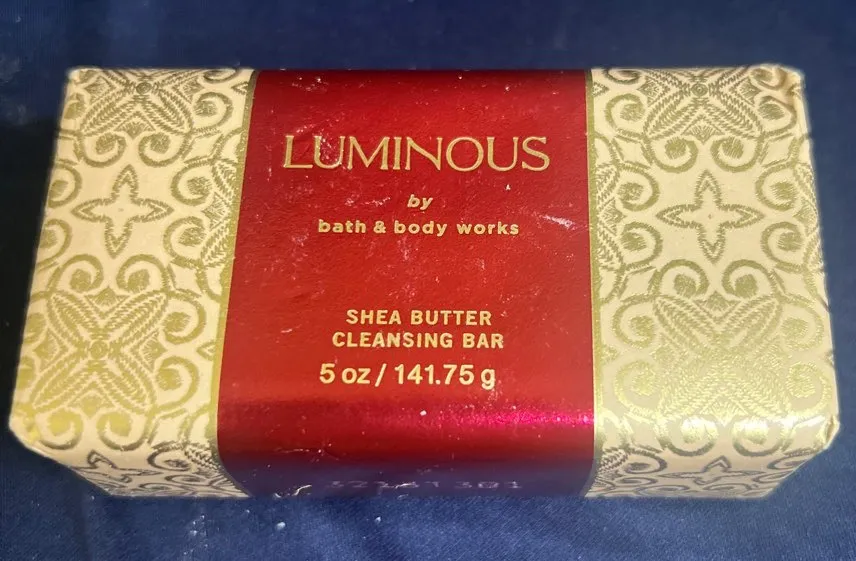 LUMINOUS
by
bath & body works
SHEA BUTTER
CLEANSING BAR
5 oz / 141.75 g